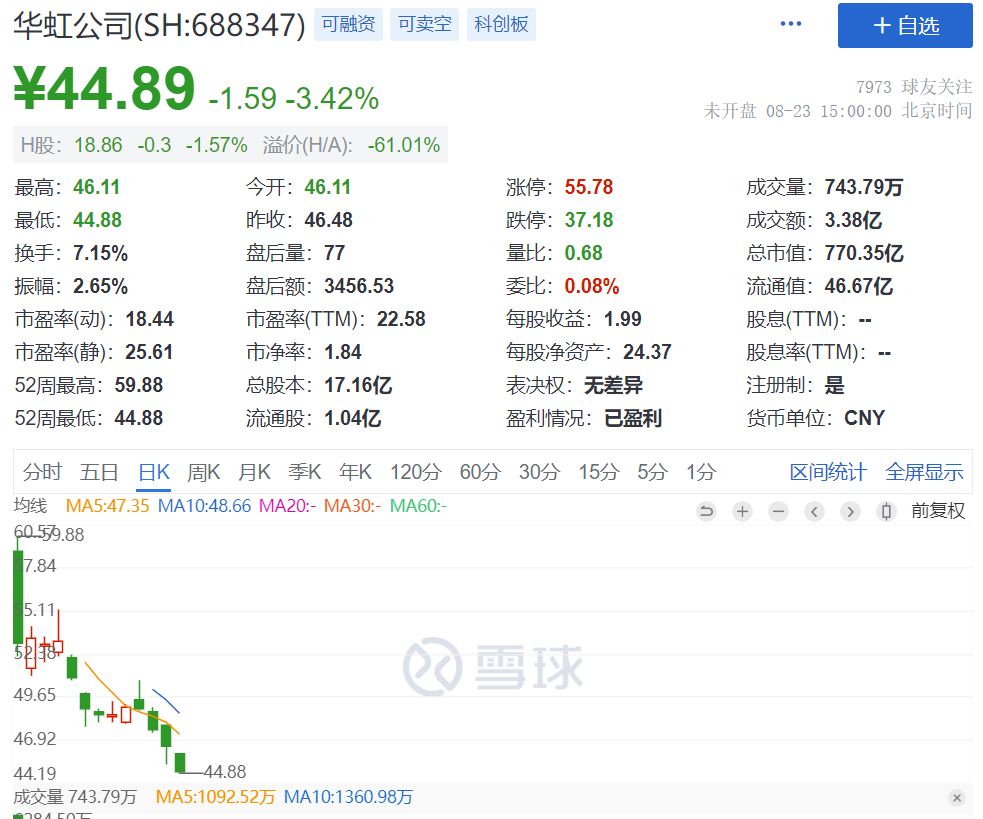 华虹公司(SH:688347) 可融资 可卖空 科创板 ··· + 自选
¥44.89 -1.59 -3.42%
7973 球友关注
未开盘 08-23 15:00:00 北京时间
H股: 18.86 -0.3 -1.57% 溢价(H/A): -61.01%
最高: 46.11 今开: 46.11 涨停: 55.78 成交量: 743.79万
最低: 44.88 昨收: 46.48 跌停: 37.18 成交额: 3.38亿
换手: 7.15% 盘后量: 77 量比: 0.68 总市值: 770.35亿
振幅: 2.65% 盘后额: 3456.53 委比: 0.08% 流通值: 46.67亿
市盈率(动): 18.44 市盈率(TTM): 22.58 每股收益: 1.99 股息(TTM): --
市盈率(静): 25.61 市净率: 1.84 每股净资产: 24.37 股息率(TTM): --
52周最高: 59.88 总股本: 17.16亿 表决权: 无差异 注册制: 是
52周最低: 44.88 流通股: 1.04亿 盈利情况: 已盈利 货币单位: CNY
分时 五日 日K 周K 月K 季K 年K 120分 60分 30分 15分 5分 1分 区间统计 全屏显示
均线 MA5:47.35 MA10:48.66 MA20:- MA30:- MA60:- 前复权
60.57 59.88
57.84
55.11
52.38
雪球
49.65
46.92
44.19 44.88
成交量 743.79万 MA5:1092.52万 MA10:1360.98万